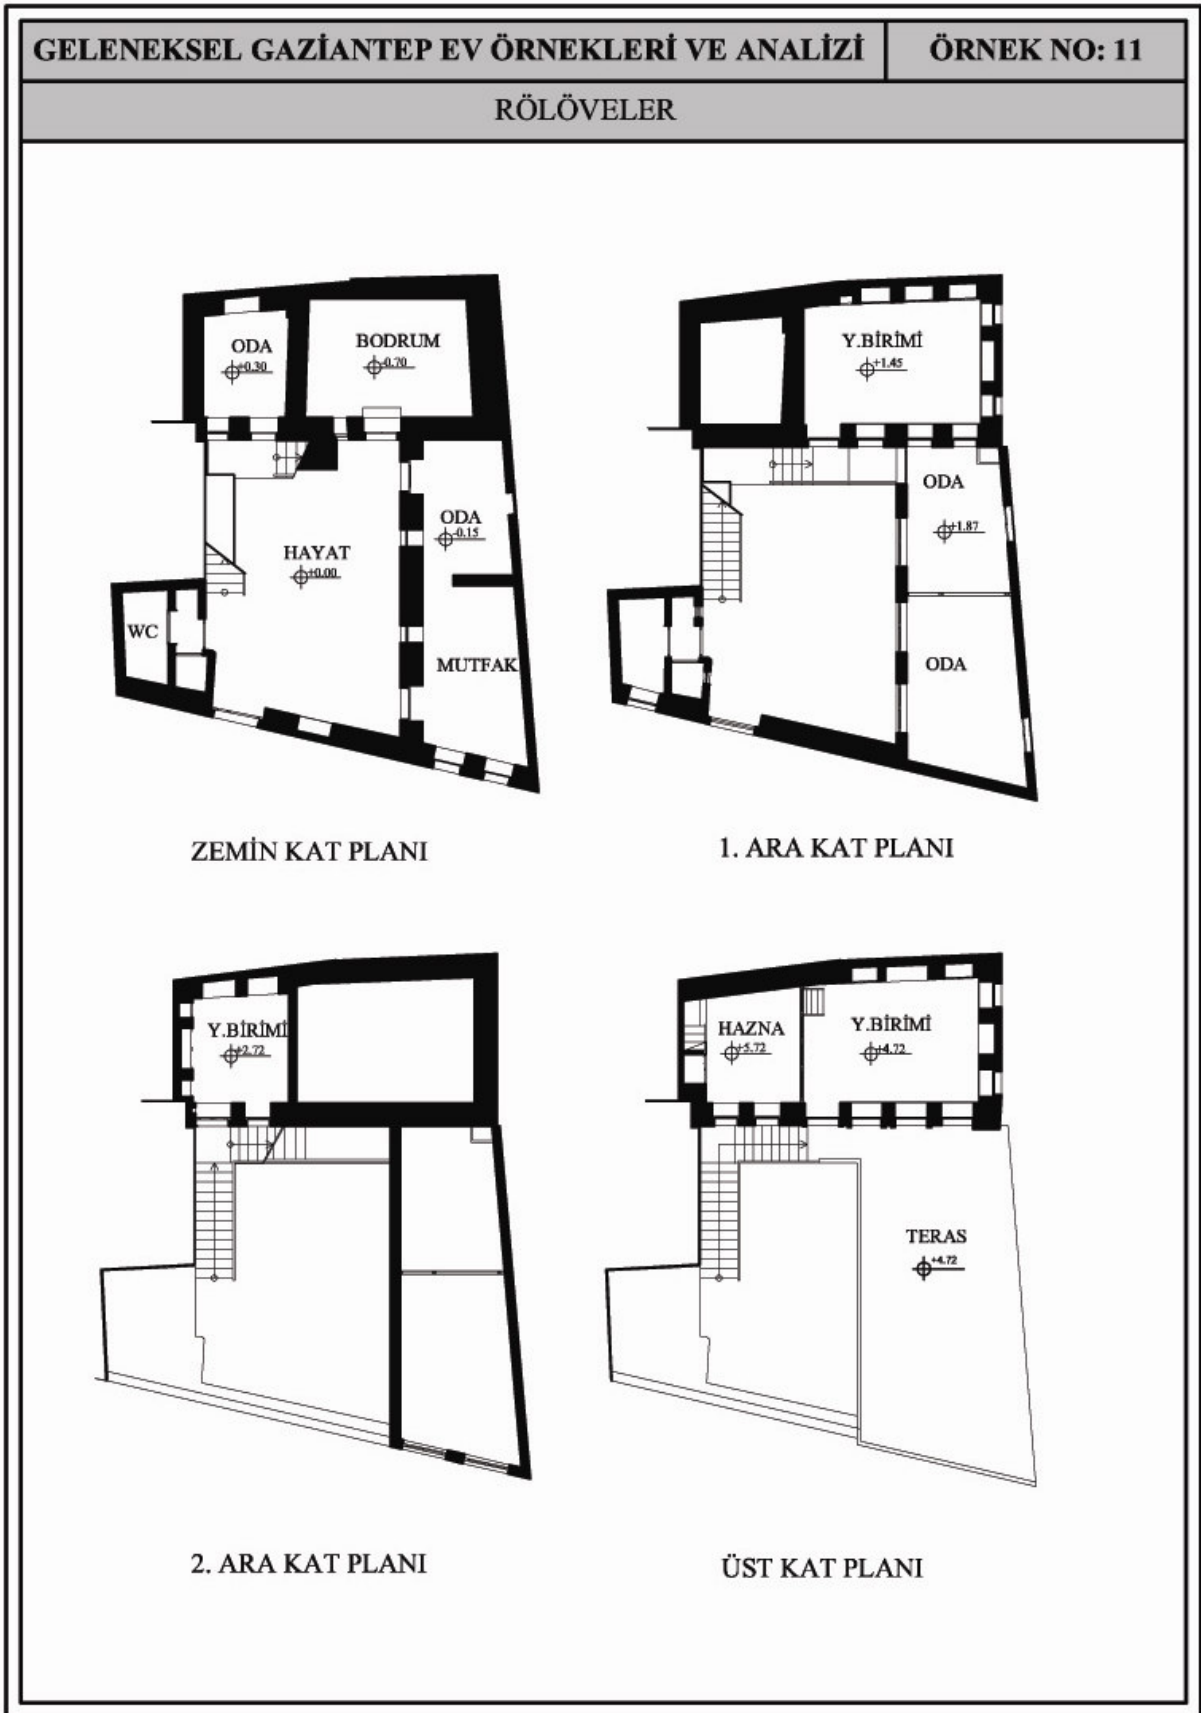 GELENEKSEL GAZİANTEP EV ÖRNEKLERİ VE ANALİZİ
ÖRNEK NO: 11
RÖLÖVELER
ODA
+0.30
BODRUM
-0.70
ODA
-0.15
HAYAT
+0.00
WC
MUTFAK
ZEMİN KAT PLANI
Y.BİRİMİ
+1.45
ODA
+1.87
ODA
1. ARA KAT PLANI
Y.BİRİMİ
+2.72
2. ARA KAT PLANI
HAZNA
+5.72
Y.BİRİMİ
+4.72
TERAS
+4.72
ÜST KAT PLANI